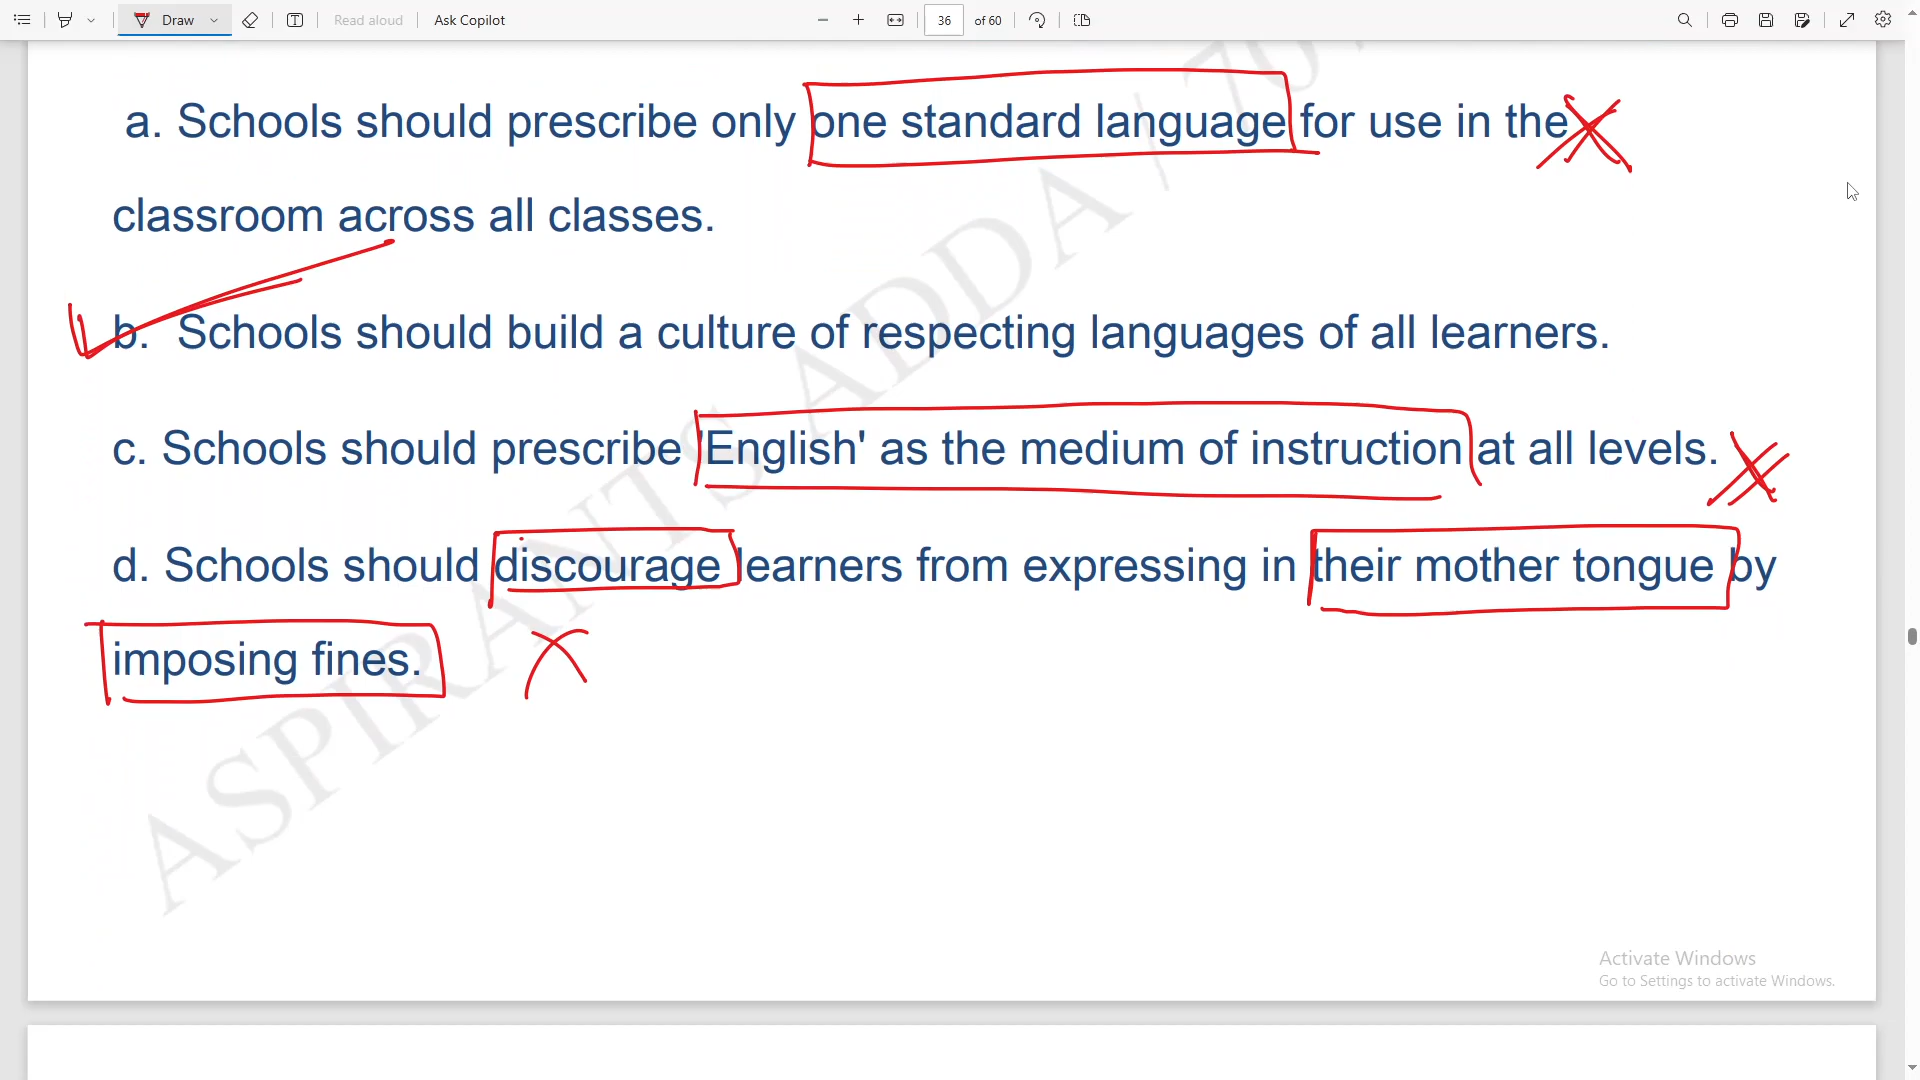 Draw
Read aloud
Ask Copilot
36
of 60
a. Schools should prescribe only one standard language for use in the
classroom across all classes.
b. Schools should build a culture of respecting languages of all learners.
c. Schools should prescribe 'English' as the medium of instruction at all levels.
d. Schools should discourage learners from expressing in their mother tongue by
imposing fines.
ASPIRANTS ADDA / 70
Activate Windows
Go to Settings to activate Windows.